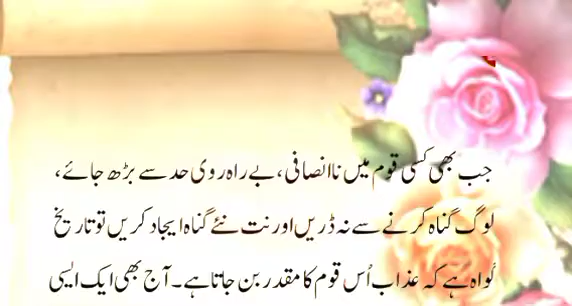 جب بھی کسی قوم میں ناانصافی، بے راہ روی حد سے بڑھ جائے،
لوگ گناہ کرنے سے نہ ڈریں اور نت نئے گناہ ایجاد کریں تو تاریخ
گواہ ہے کہ عذاب اُس قوم کا مقدر بن جاتا ہے۔ آج بھی ایک ایسی